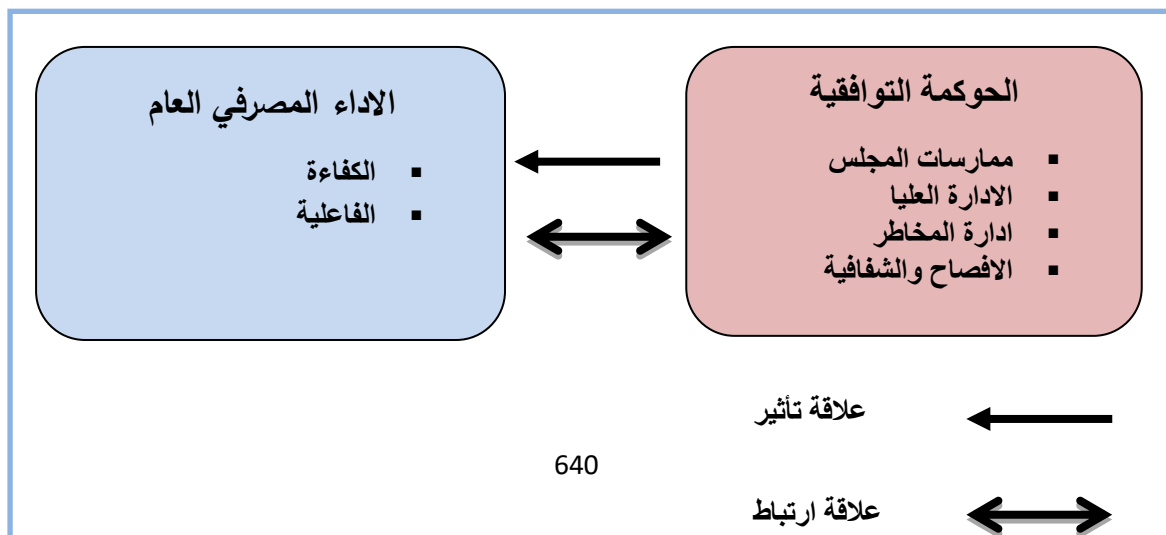 الحوكمة التوافقية
▪ ممارسات المجلس
▪ الادارة العليا
▪ ادارة المخاطر
▪ الافصاح والشفافية
الاداء المصرفي العام
▪ الكفاءة
▪ الفاعلية
علاقة تأثير
640
علاقة ارتباط